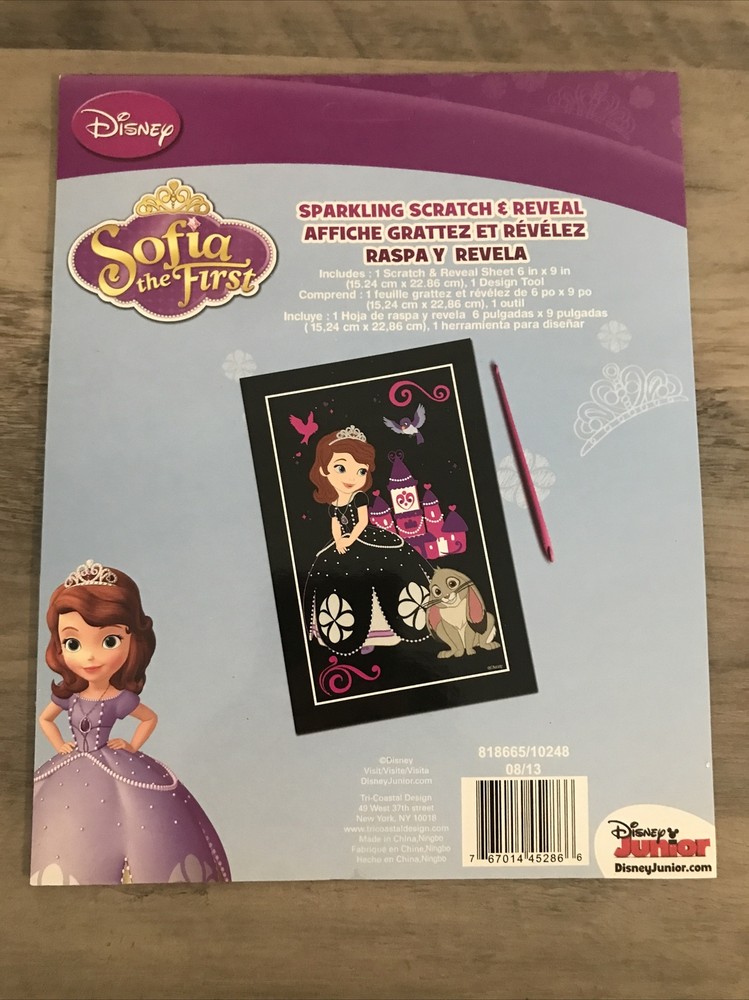 Disney
Sofia
the First
SPARKLING SCRATCH & REVEAL
AFFICHE GRATTEZ ET RÉVÉLEZ
RASPA Y REVELA
Includes : 1 Scratch & Reveal Sheet 6 in x 9 in
(15.24 cm x 22.86 cm), 1 Design Tool
Comprend : 1 feuille grattez et révélez de 6 po x 9 po
(15,24 cm x 22,86 cm), 1 outil
Incluye : 1 Hoja de raspa y revela 6 pulgadas x 9 pulgadas
( 15,24 cm x 22,86 cm), 1 herramienta para diseñar
©Disney
Visit/Visits/Visita
DisneyJunior.com
Tri-Coastal Design
49 West 37th street
New York, NY 10018
www.tricoastaldesign.com
Made in China,Ningbo
Fabriqué en Chine,Ningbo
Hecho en China,Ningbo
818665/10248
08/13
7 67014 45286 6
Disney
Junior
DisneyJunior.com